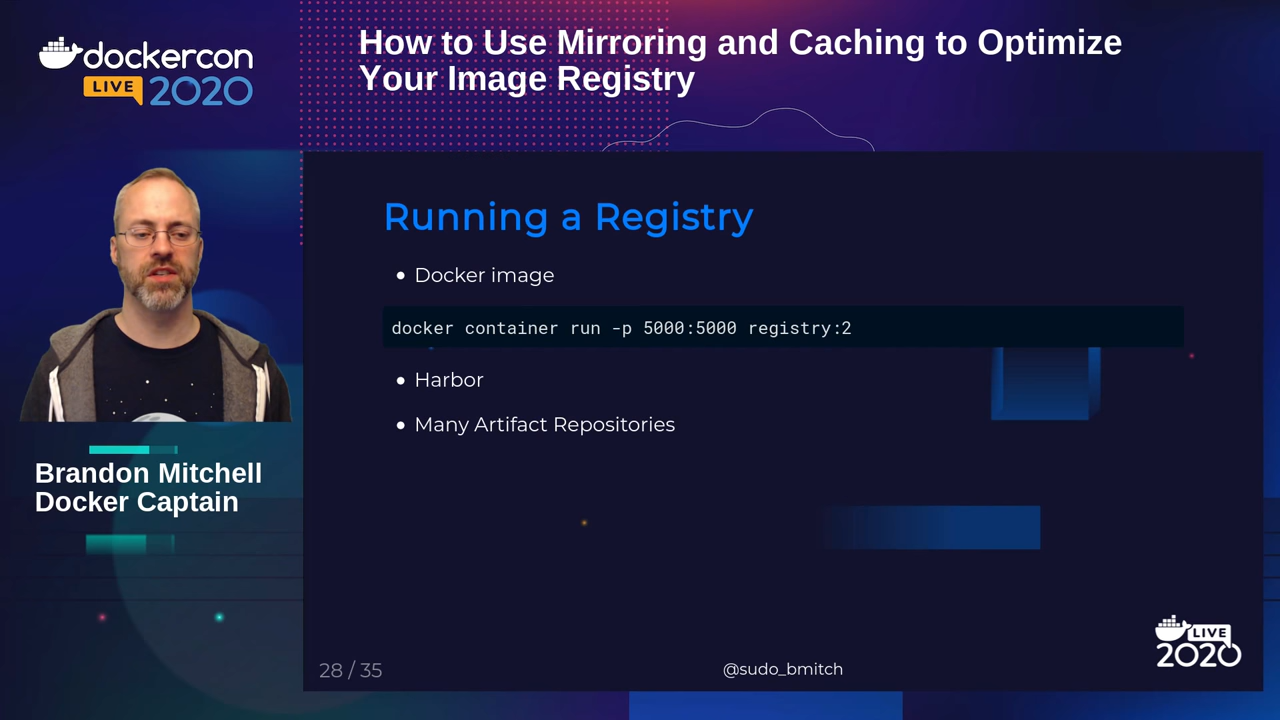 dockercon
LIVE 2020
How to Use Mirroring and Caching to Optimize
Your Image Registry
Running a Registry
• Docker image
docker container run -p 5000:5000 registry:2
• Harbor
• Many Artifact Repositories
Brandon Mitchell
Docker Captain
28 / 35
@sudo_bmitch
LIVE
2020